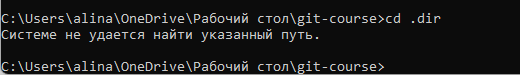 C:\Users\alina\OneDrive\Рабочий стол\git-course>cd .dir
Системе не удается найти указанный путь.
C:\Users\alina\OneDrive\Рабочий стол\git-course>